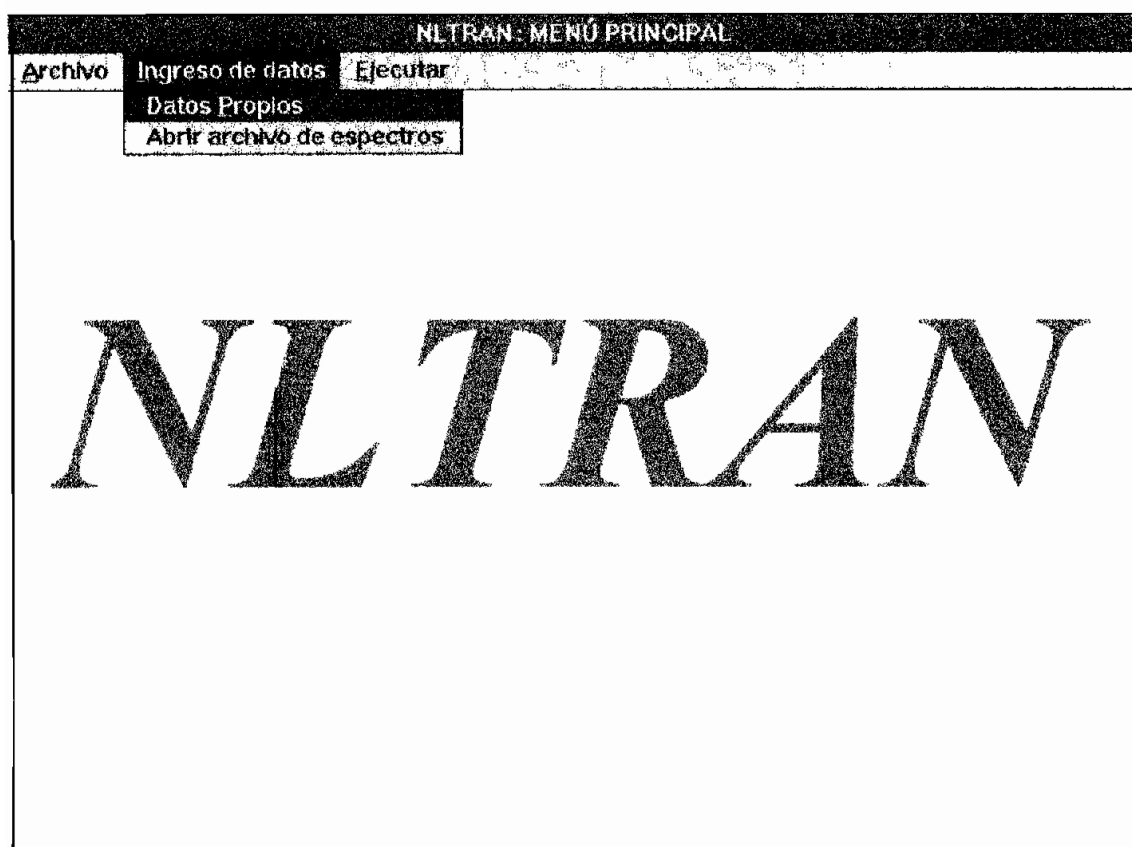 NLTRAN: MENÚ PRINCIPAL
Archivo Ingreso de datos Ejecutar
Datos Propios
Abrir archivo de espectros
NLTRAN